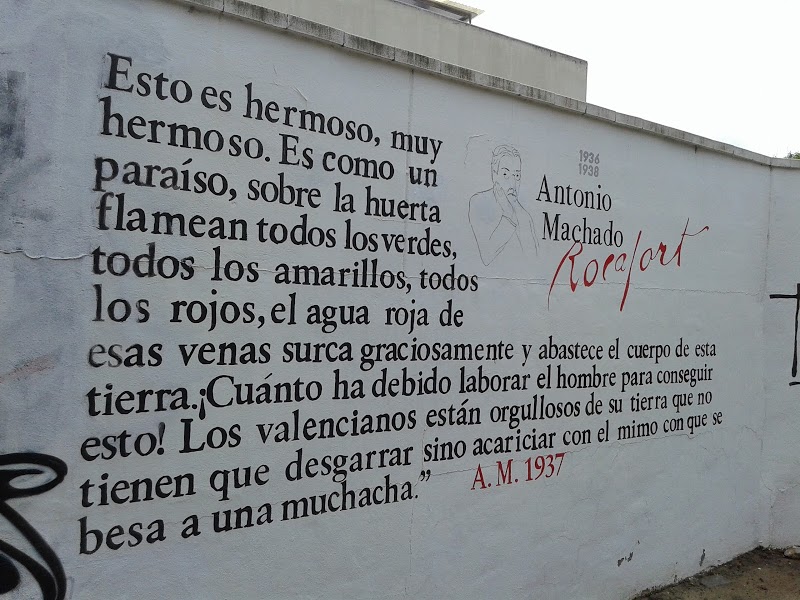 Esto es hermoso, muy
hermoso. Es como un
paraíso, sobre la huerta
flamean todos los verdes,
todos los amarillos, todos
los rojos, el agua roja de
esas venas surca graciosamente y abastece el cuerpo de esta
tierra.¡Cuánto ha debido laborar el hombre para conseguir
esto! Los valencianos están orgullosos de su tierra que no
tienen que desgarrar sino acariciar con el mimo con que se
besa a una muchacha.”
A. M. 1937
1936
1938
Antonio
Machado
Rocafort